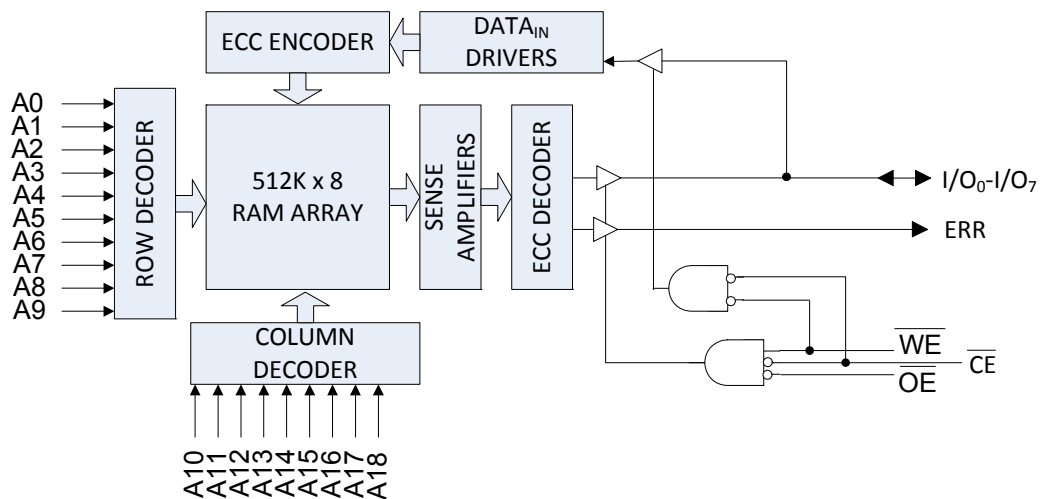 ECC ENCODER
DATAIN
DRIVERS
A0
A1
A2
A3
A4
A5
A6
A7
A8
A9
ROW DECODER
512K x 8
RAM ARRAY
SENSE
AMPLIFIERS
ECC DECODER
I/O0-I/O7
ERR
COLUMN
DECODER
WE
CE
OE
A10
A11
A12
A13
A14
A15
A16
A17
A18